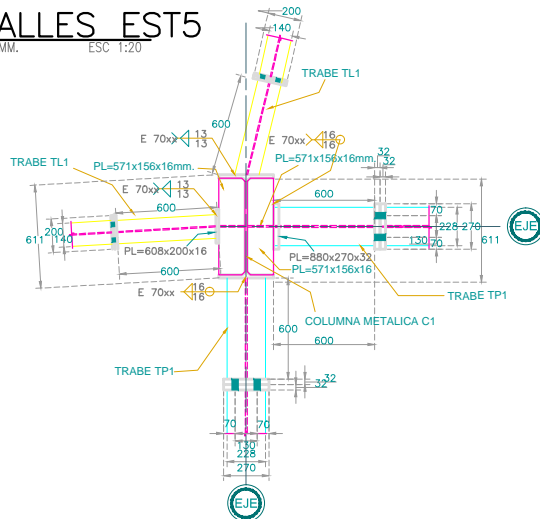 ALLES EST5
MM. ESC 1:20
200
140
TRABE TL1
600
E 70xx 13
13
E 70xx 16
16
32
32
TRABE TL1
PL=571x156x16mm.
PL=571x156x16mm.
E 70xx 13
13
600
600
611
200
140
70
228
270
611
130
70
EJE
PL=608x200x16
PL=880x270x32
PL=571x156x16
600
TRABE TP1
E 70xx 16
16
600
COLUMNA METALICA C1
600
TRABE TP1
32
32
70
70
130
228
270
EJE